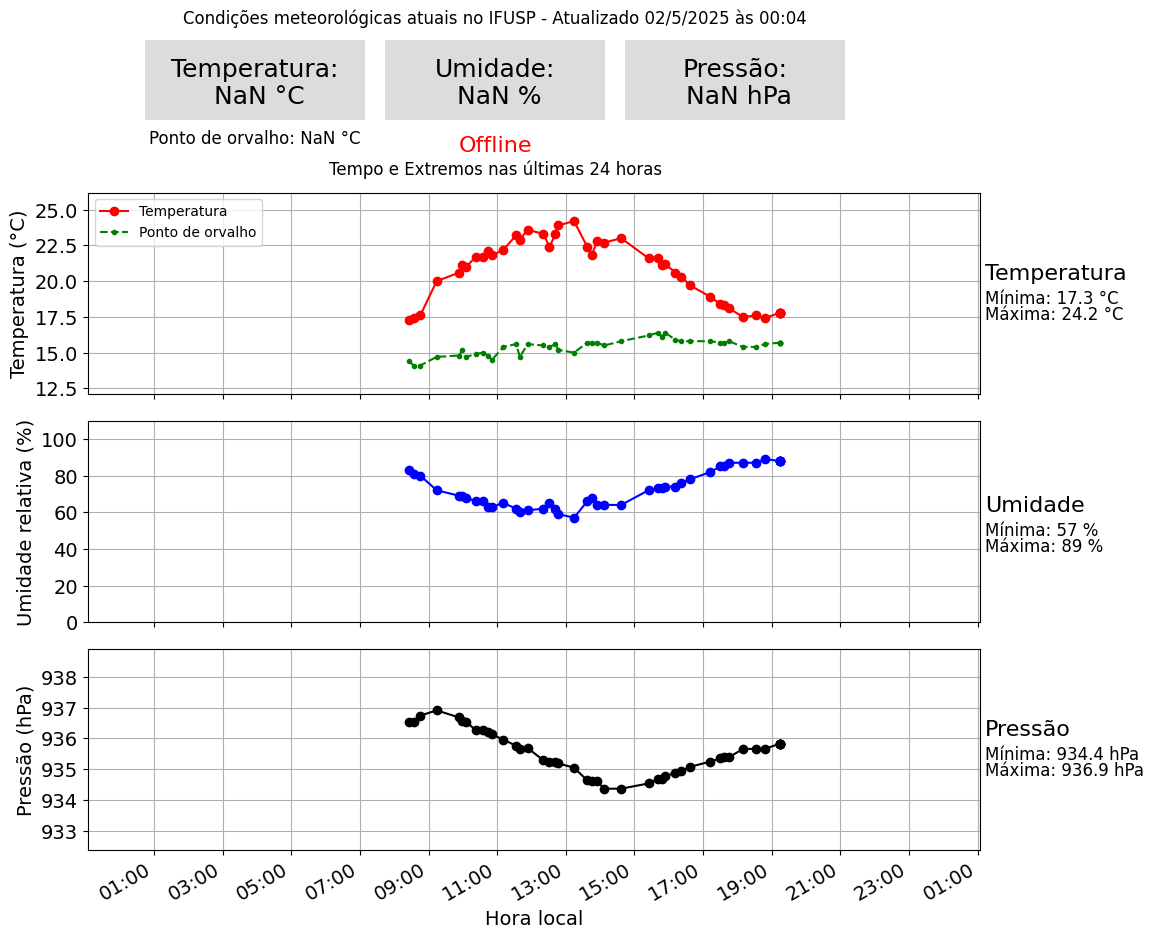 Condições meteorológicas atuais no IFUSP - Atualizado 02/5/2025 às 00:04
Temperatura:
NaN °C
Umidade:
NaN %
Pressão:
NaN hPa
Ponto de orvalho: NaN °C
Offline
Tempo e Extremos nas últimas 24 horas
Temperatura (°C)
25.0
22.5
20.0
17.5
15.0
12.5
Temperatura
Ponto de orvalho
Temperatura
Mínima: 17.3 °C
Máxima: 24.2 °C
Umidade relativa (%)
100
80
60
40
20
0
Umidade
Mínima: 57 %
Máxima: 89 %
Pressão (hPa)
938
937
936
935
934
933
Pressão
Mínima: 934.4 hPa
Máxima: 936.9 hPa
01:00
03:00
05:00
07:00
09:00
11:00
13:00
15:00
17:00
19:00
21:00
23:00
01:00
Hora local